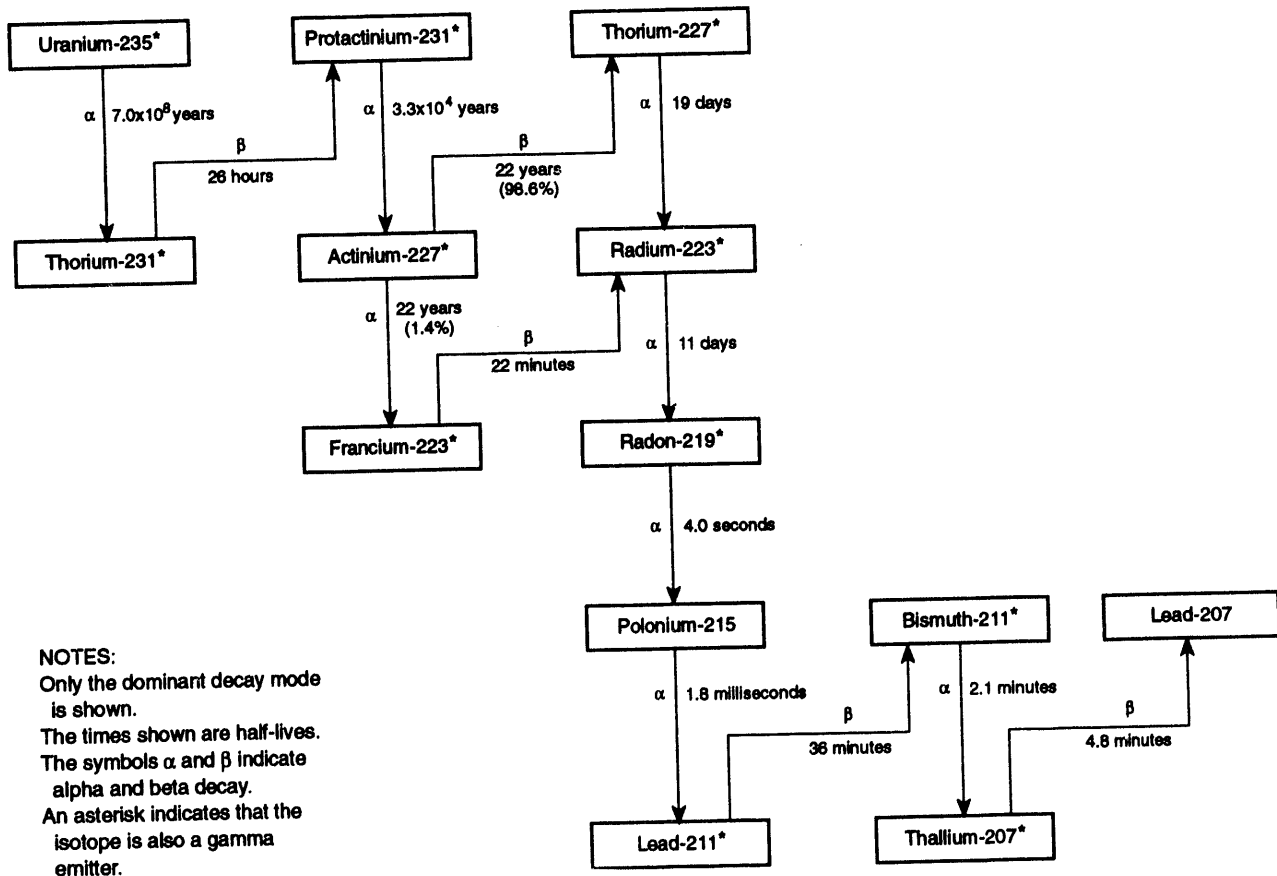 Uranium-235*
Protactinium-231*
Thorium-227*
α 7.0x10⁸ years
α 3.3x10⁴ years
α 19 days
β
26 hours
β
22 years
(98.6%)
Thorium-231*
Actinium-227*
Radium-223*
α 22 years
(1.4%)
β
22 minutes
α 11 days
Francium-223*
Radon-219*
α 4.0 seconds
Polonium-215
Bismuth-211*
Lead-207
α 1.8 milliseconds
β
36 minutes
α 2.1 minutes
β
4.8 minutes
Lead-211*
Thallium-207*
NOTES:
Only the dominant decay mode
is shown.
The times shown are half-lives.
The symbols α and β indicate
alpha and beta decay.
An asterisk indicates that the
isotope is also a gamma
emitter.